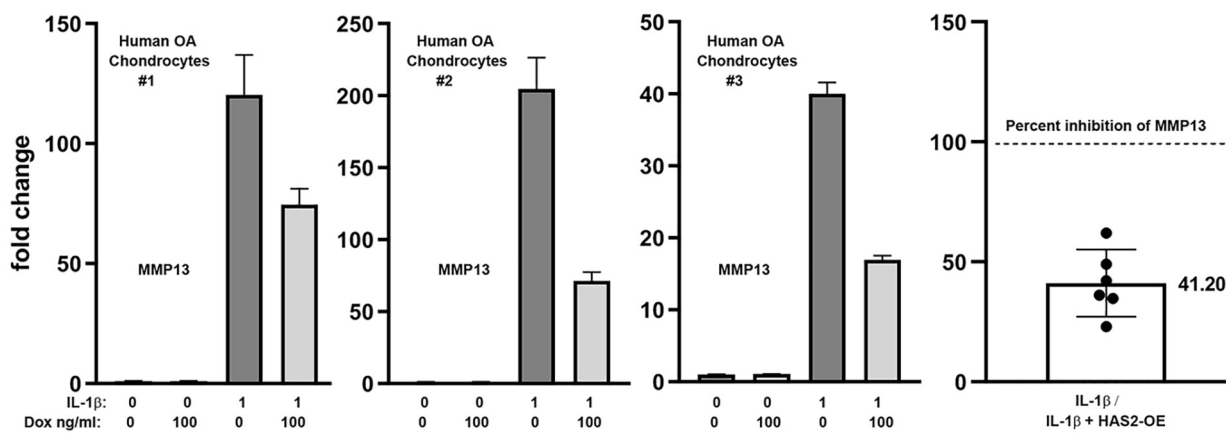 fold change
150
100
50
0
Human OA
Chondrocytes
#1
MMP13
IL-1β: 0 0 1 1
Dox ng/ml: 0 100 0 100
250
200
150
100
50
0
Human OA
Chondrocytes
#2
MMP13
0 0 1 1
0 100 0 100
50
40
30
20
10
0
Human OA
Chondrocytes
#3
MMP13
0 0 1 1
0 100 0 100
150
100
50
0
Percent inhibition of MMP13
41.20
IL-1β /
IL-1β + HAS2-OE